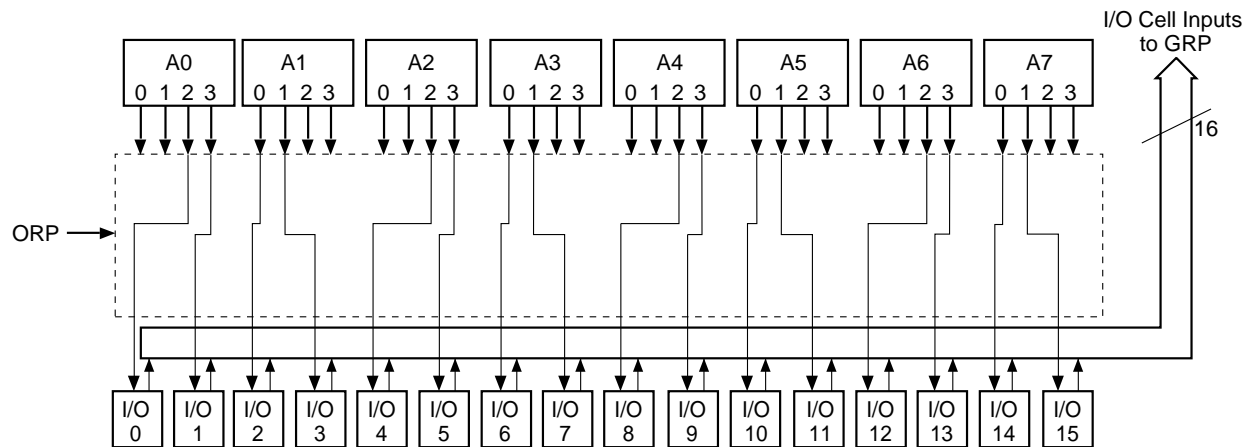 I/O Cell Inputs
to GRP
A0 A1 A2 A3 A4 A5 A6 A7
0 1 2 3 0 1 2 3 0 1 2 3 0 1 2 3 0 1 2 3 0 1 2 3 0 1 2 3 0 1 2 3
16
ORP
I/O I/O I/O I/O I/O I/O I/O I/O I/O I/O I/O I/O I/O I/O I/O I/O
0 1 2 3 4 5 6 7 8 9 10 11 12 13 14 15